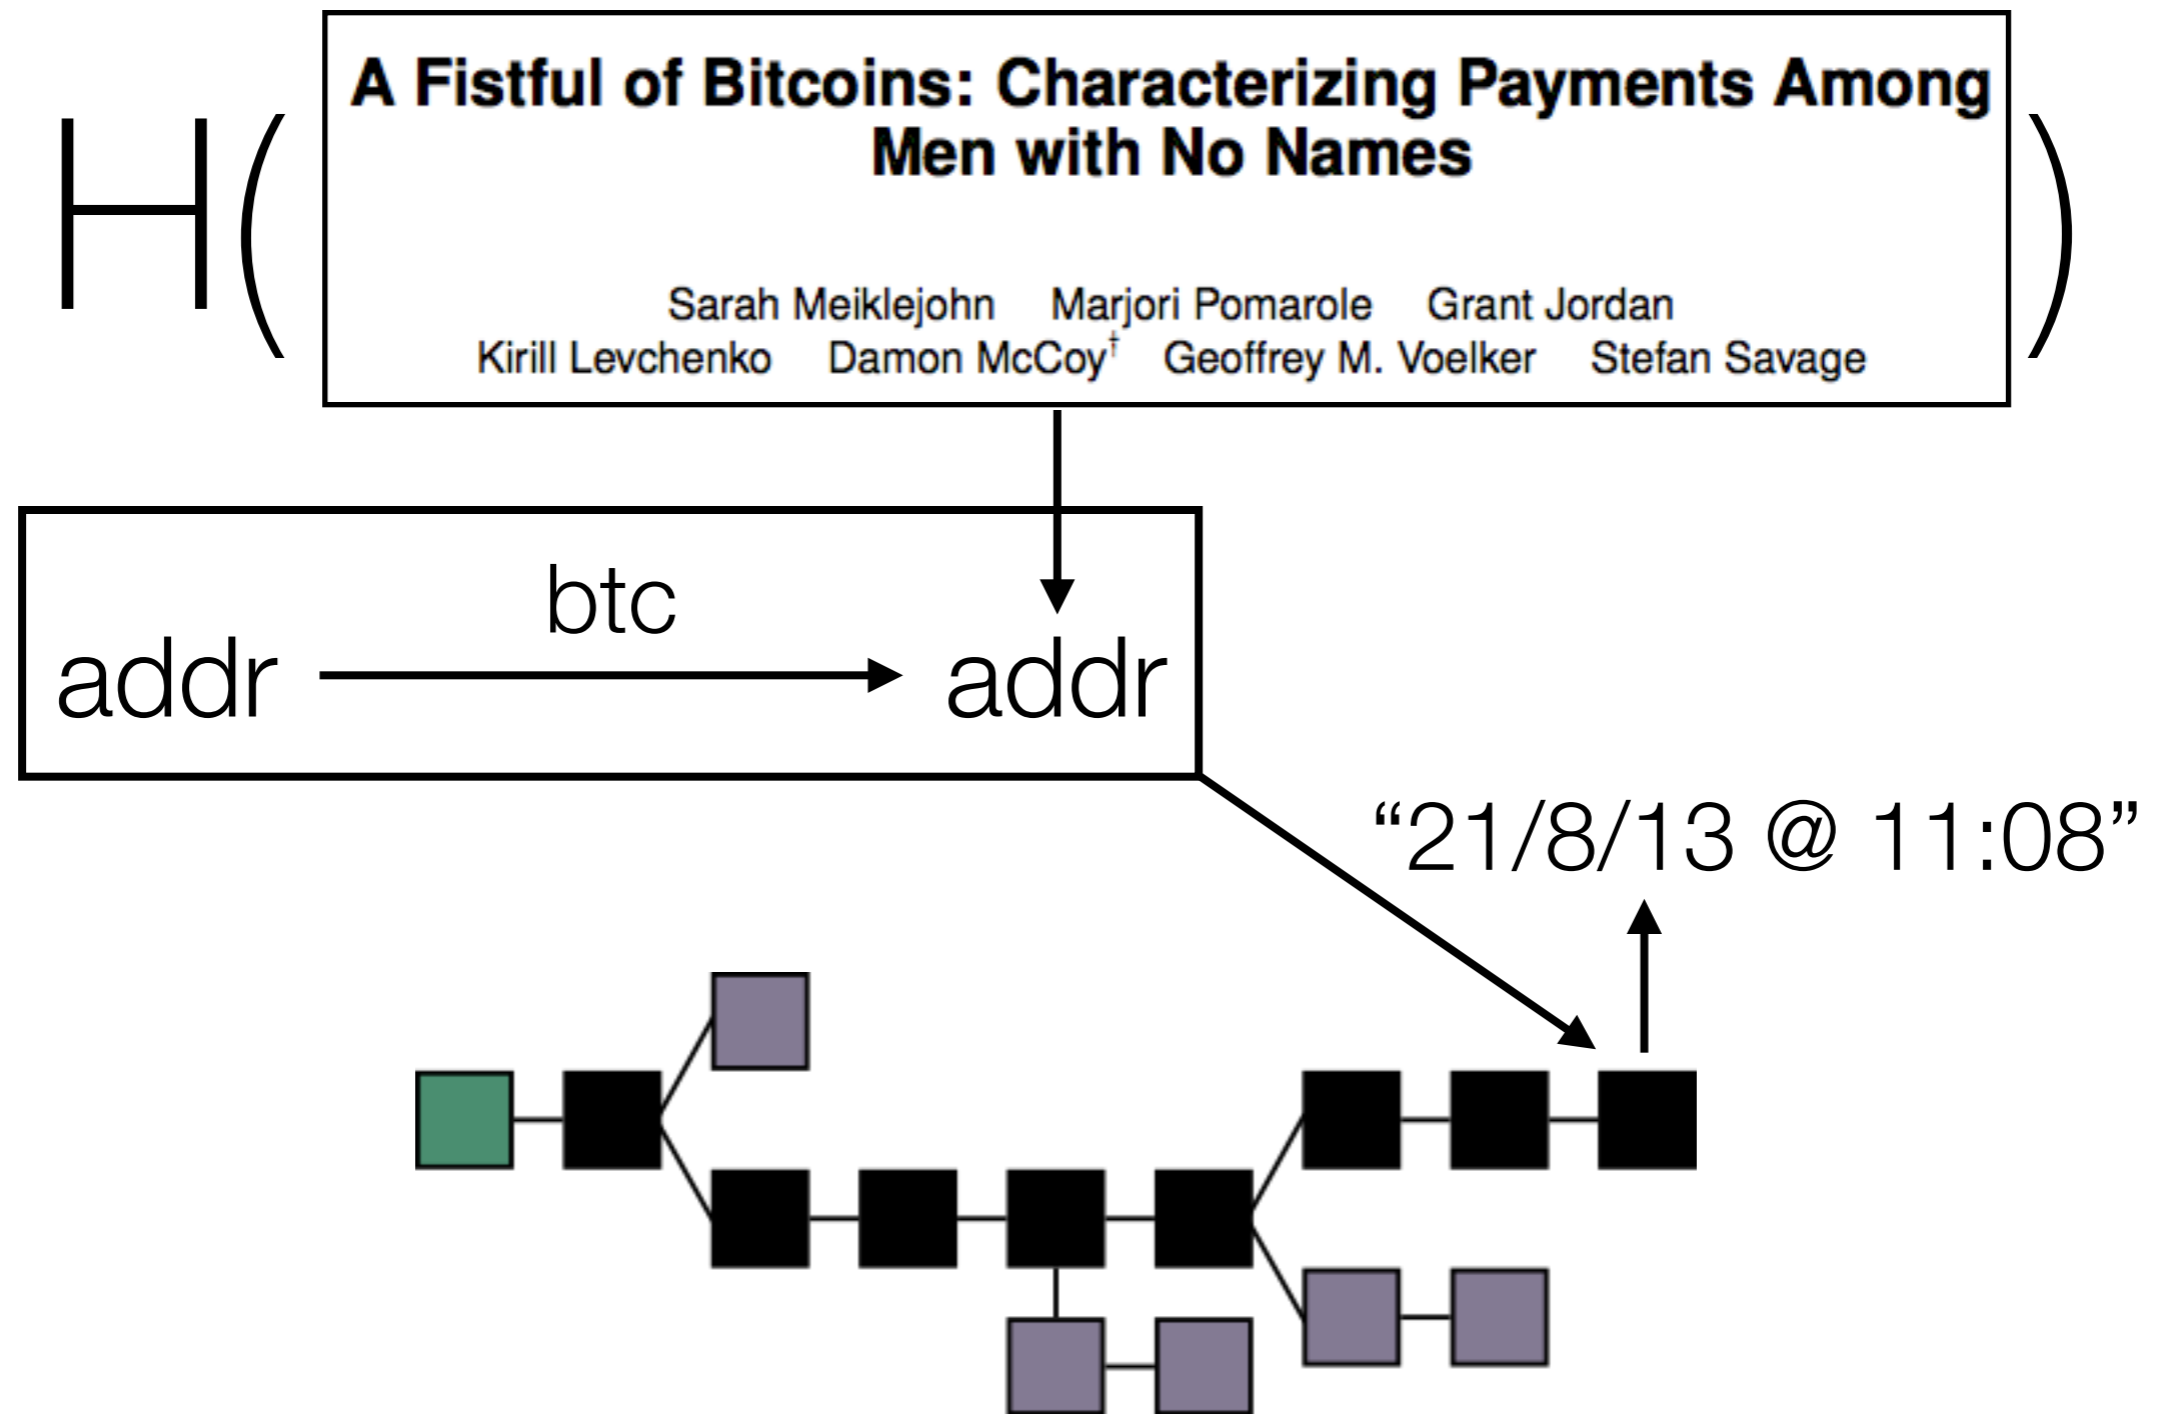 H(
A Fistful of Bitcoins: Characterizing Payments Among
Men with No Names
Sarah Meiklejohn Marjori Pomarole Grant Jordan
Kirill Levchenko Damon McCoy† Geoffrey M. Voelker Stefan Savage
)
btc
addr addr
“21/8/13 @ 11:08”